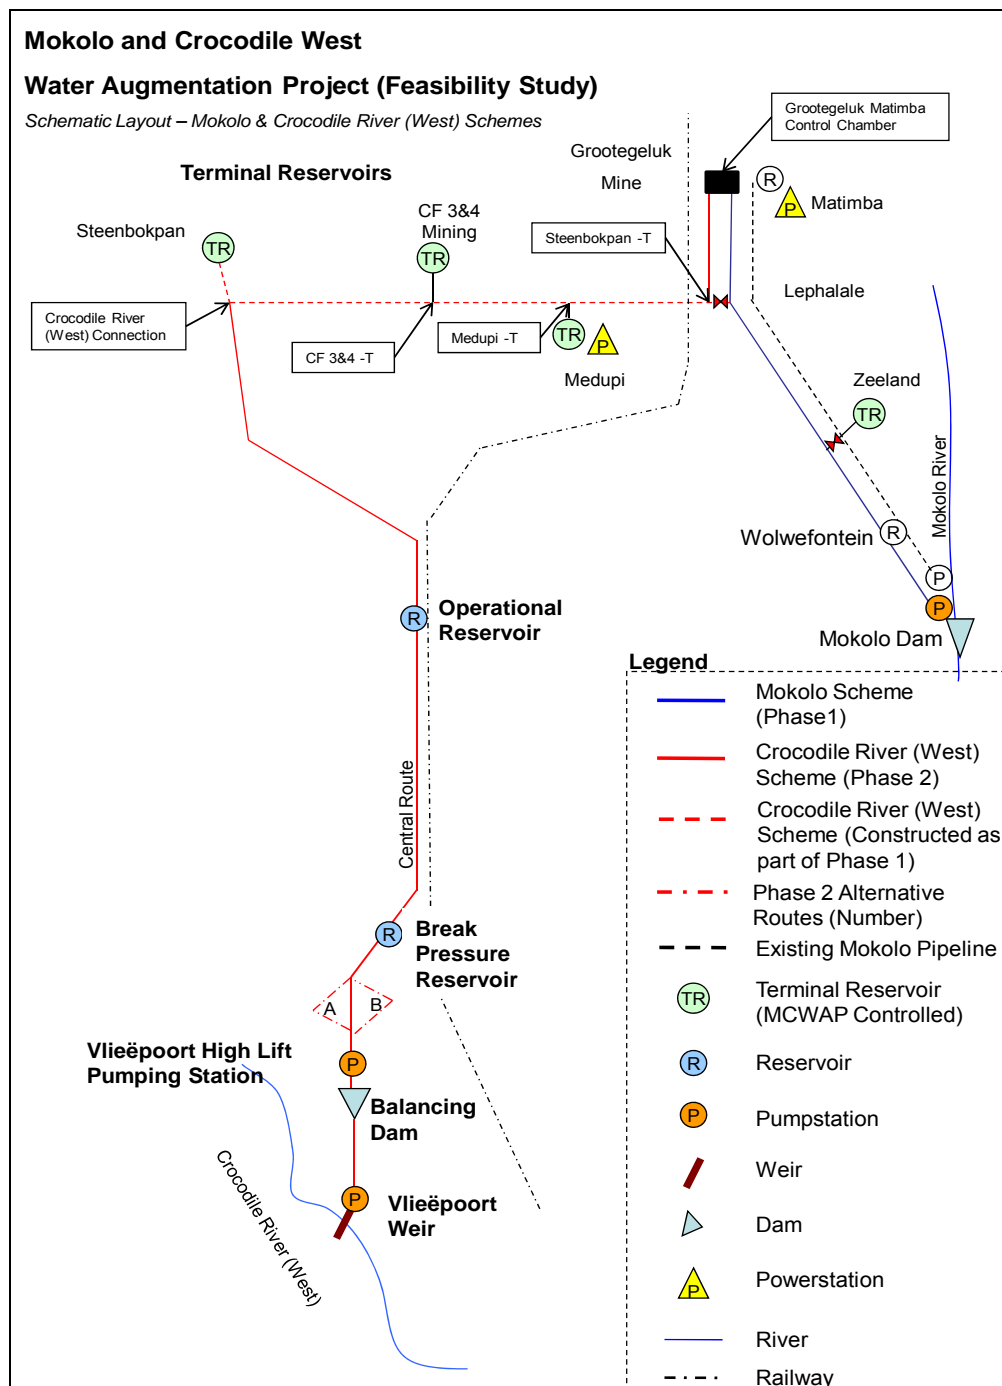 Mokolo and Crocodile West
Water Augmentation Project (Feasibility Study)
Schematic Layout – Mokolo & Crocodile River (West) Schemes
Grootegeluk Matimba
Control Chamber
Grootegeluk
Mine
Terminal Reservoirs
R
P
Matimba
CF 3&4
Mining
Steenbokpan
TR
TR
Steenbokpan -T
Lephalale
Crocodile River
(West) Connection
CF 3&4 -T
Medupi -T
TR
P
Medupi
Zeeland
TR
Mokolo River
Wolwefontein
R
P
P
Mokolo Dam
R
Operational
Reservoir
Central Route
R
Break
Pressure
Reservoir
A
B
Vlieëpoort High Lift
Pumping Station
P
Balancing
Dam
P
Vlieëpoort
Weir
Crocodile River (West)
Legend
Mokolo Scheme
(Phase1)
Crocodile River (West)
Scheme (Phase 2)
Crocodile River (West)
Scheme (Constructed as
part of Phase 1)
Phase 2 Alternative
Routes (Number)
Existing Mokolo Pipeline
TR
Terminal Reservoir
(MCWAP Controlled)
R
Reservoir
P
Pumpstation
Weir
Dam
P
Powerstation
River
Railway